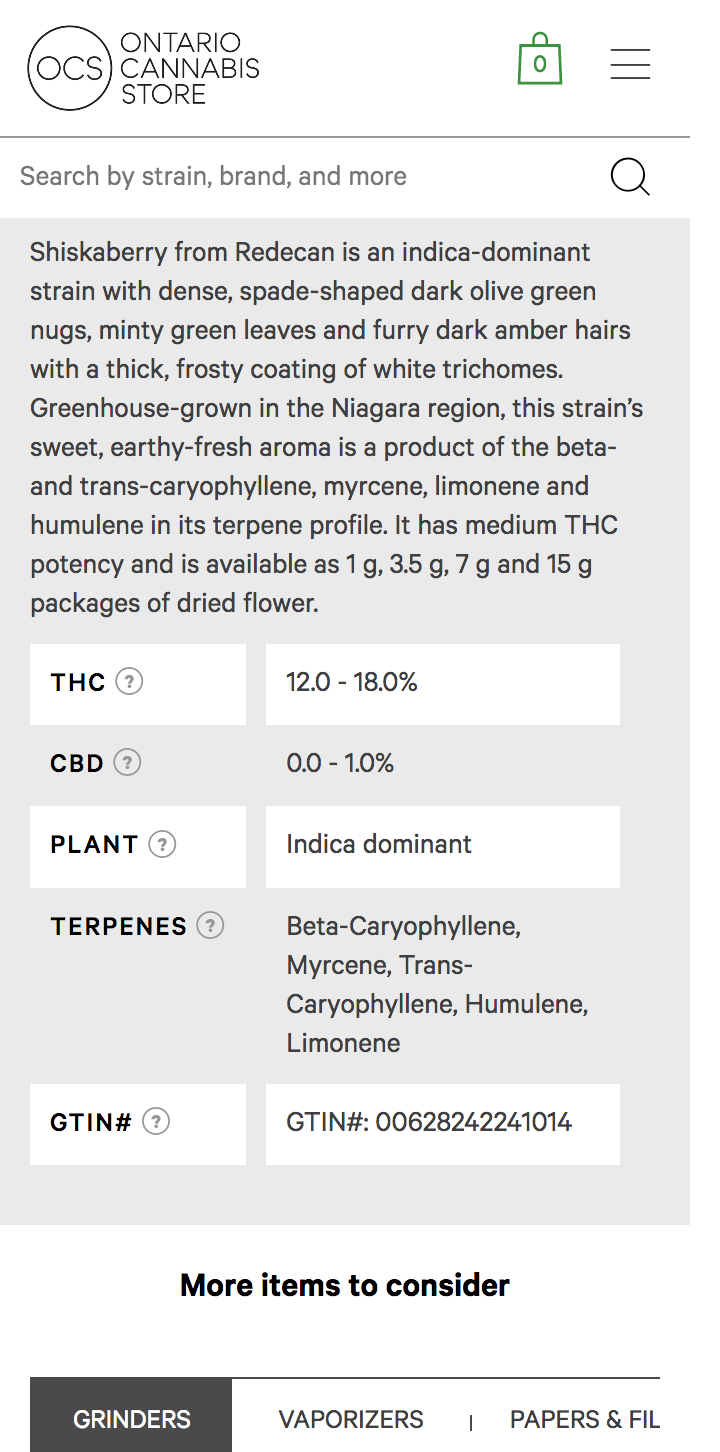 OCS
ONTARIO
CANNABIS
STORE
0
Search by strain, brand, and more
Shiskaberry from Redecan is an indica-dominant
strain with dense, spade-shaped dark olive green
nugs, minty green leaves and furry dark amber hairs
with a thick, frosty coating of white trichomes.
Greenhouse-grown in the Niagara region, this strain’s
sweet, earthy-fresh aroma is a product of the beta-
and trans-caryophyllene, myrcene, limonene and
humulene in its terpene profile. It has medium THC
potency and is available as 1 g, 3.5 g, 7 g and 15 g
packages of dried flower.
THC ? 12.0 - 18.0%
CBD ? 0.0 - 1.0%
PLANT ? Indica dominant
TERPENES ? Beta-Caryophyllene,
Myrcene, Trans-
Caryophyllene, Humulene,
Limonene
GTIN# ? GTIN#: 00628242241014
More items to consider
GRINDERS VAPORIZERS | PAPERS & FIL